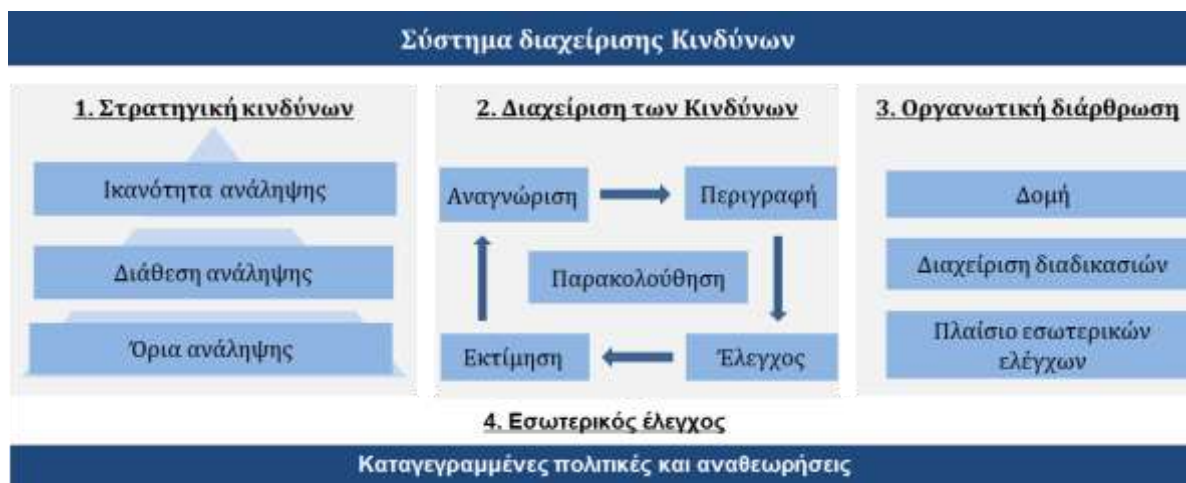 Σύστημα διαχείρισης Κινδύνων
1. Στρατηγική κινδύνων
Ικανότητα ανάληψης
Διάθεση ανάληψης
Όρια ανάληψης
2. Διαχείριση των Κινδύνων
Αναγνώριση
Περιγραφή
Παρακολούθηση
Εκτίμηση
Έλεγχος
3. Οργανωτική διάρθρωση
Δομή
Διαχείριση διαδικασιών
Πλαίσιο εσωτερικών
ελέγχων
4. Εσωτερικός έλεγχος
Καταγεγραμμένες πολιτικές και αναθεωρήσεις